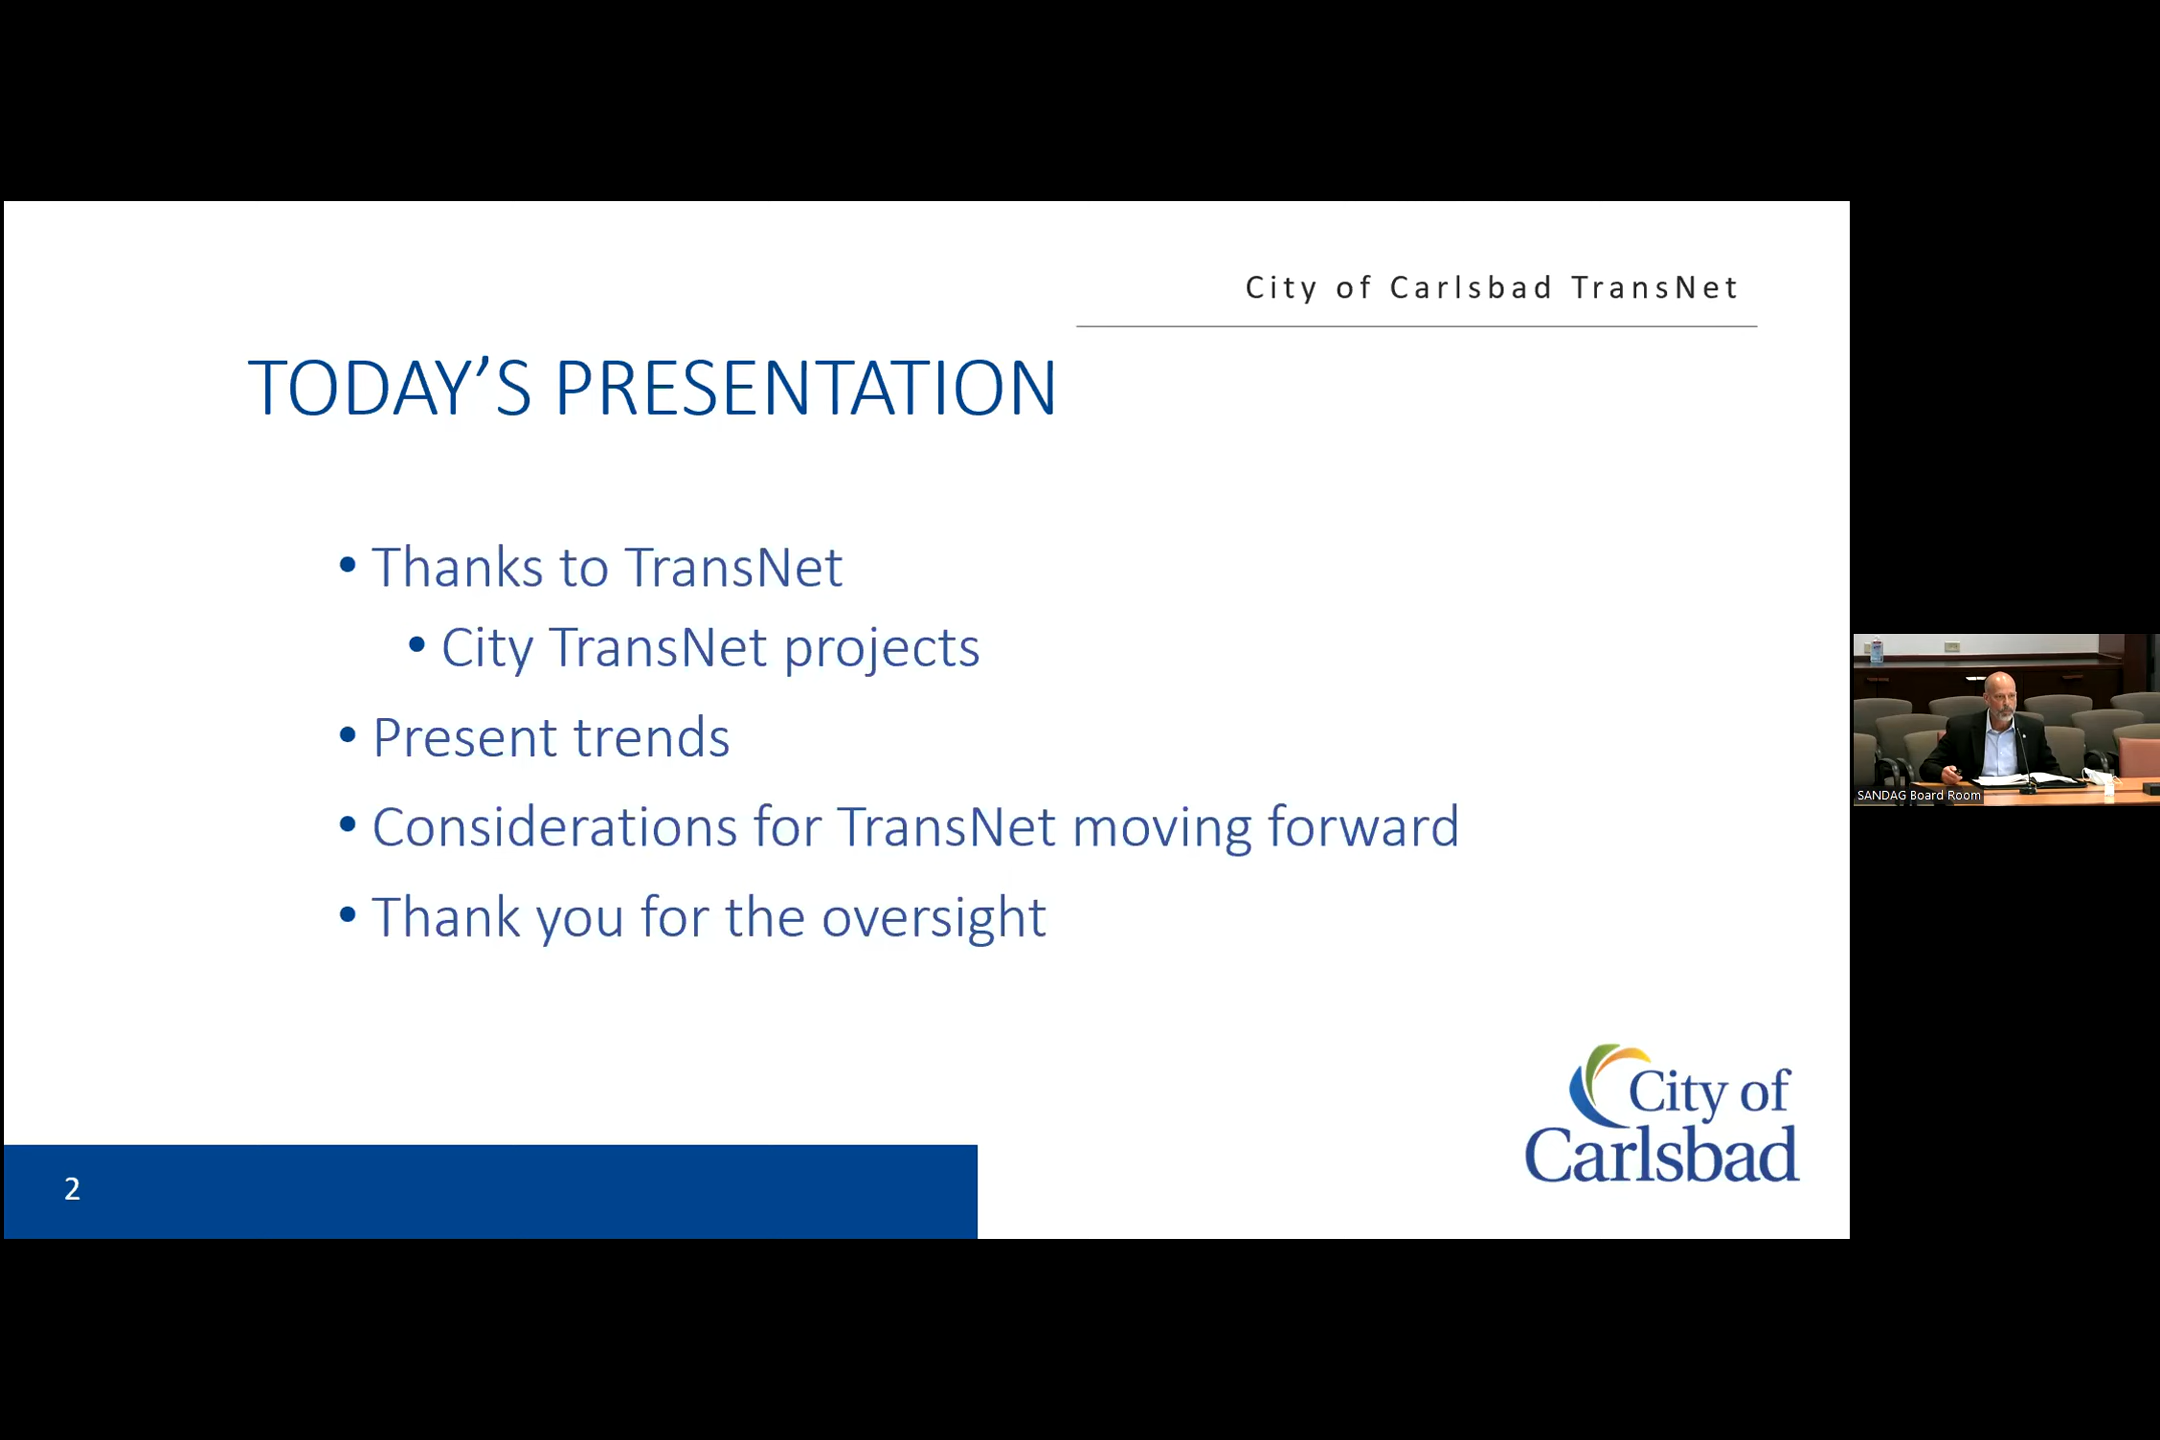 City of Carlsbad TransNet
TODAY’S PRESENTATION
• Thanks to TransNet
• City TransNet projects
• Present trends
• Considerations for TransNet moving forward
• Thank you for the oversight
City of
Carlsbad
2
SANDAG Board Room